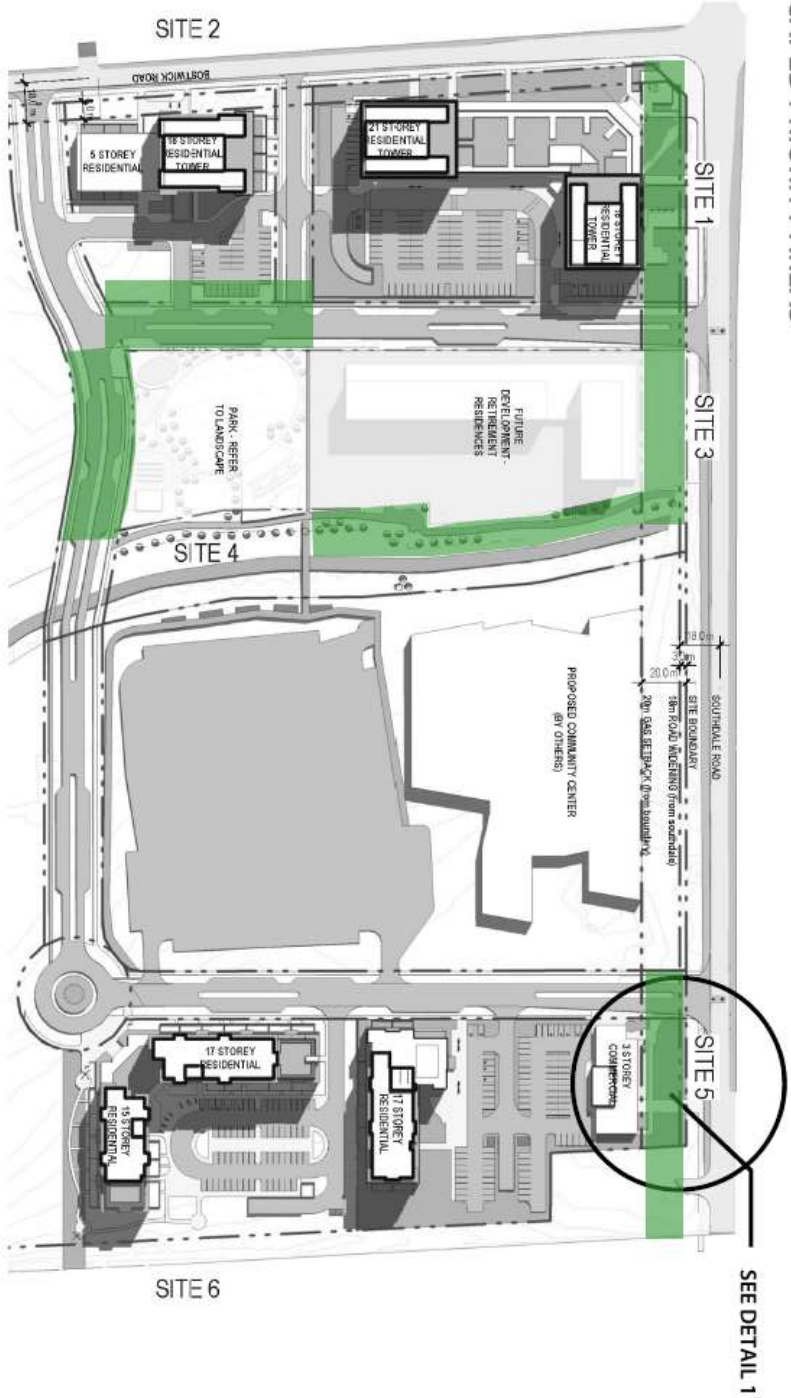 SITE 2
BOSTWICK ROAD
5 STOREY
RESIDENTIAL
18 STOREY
RESIDENTIAL
TOWER
21 STOREY
RESIDENTIAL
TOWER
RESIDENTIAL
TOWER
SITE 1
SITE 3
FUTURE
DEVELOPMENT -
RETIREMENT
RESIDENCES
PARK - REFER
TO LANDSCAPE
SITE 4
PROPOSED COMMUNITY CENTER
(BY OTHERS)
18.0m
20.0m
SOUTHDALE ROAD
SITE BOUNDARY
18m ROAD WIDENING (from southdale)
20m GAS SETBACK (from boundary)
SITE 5
3 STOREY
COMMERCIAL
17 STOREY
RESIDENTIAL
17 STOREY
RESIDENTIAL
15 STOREY
RESIDENTIAL
SITE 6
SEE DETAIL 1